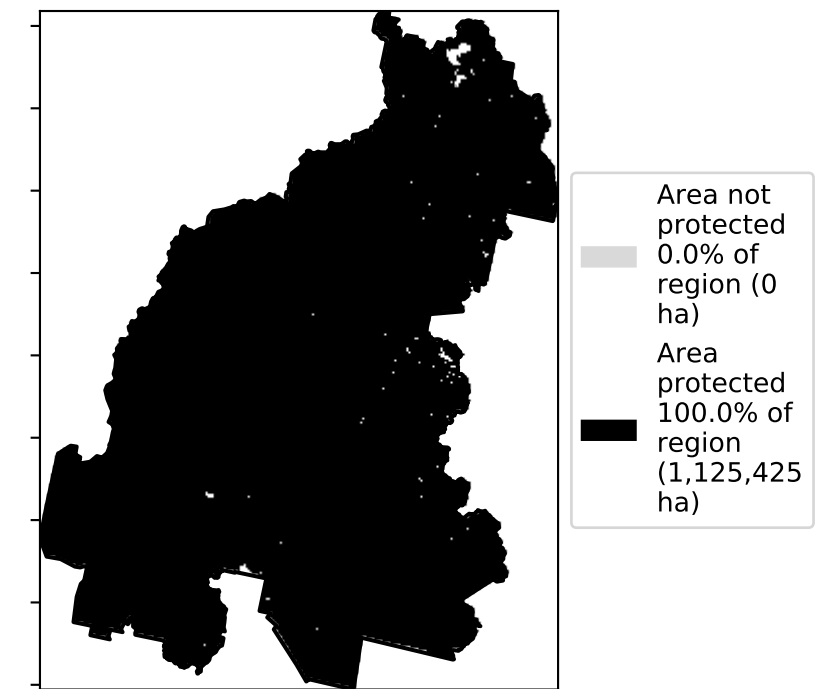 Area not
protected
0.0% of
region (0
ha)
Area
protected
100.0% of
region
(1,125,425
ha)